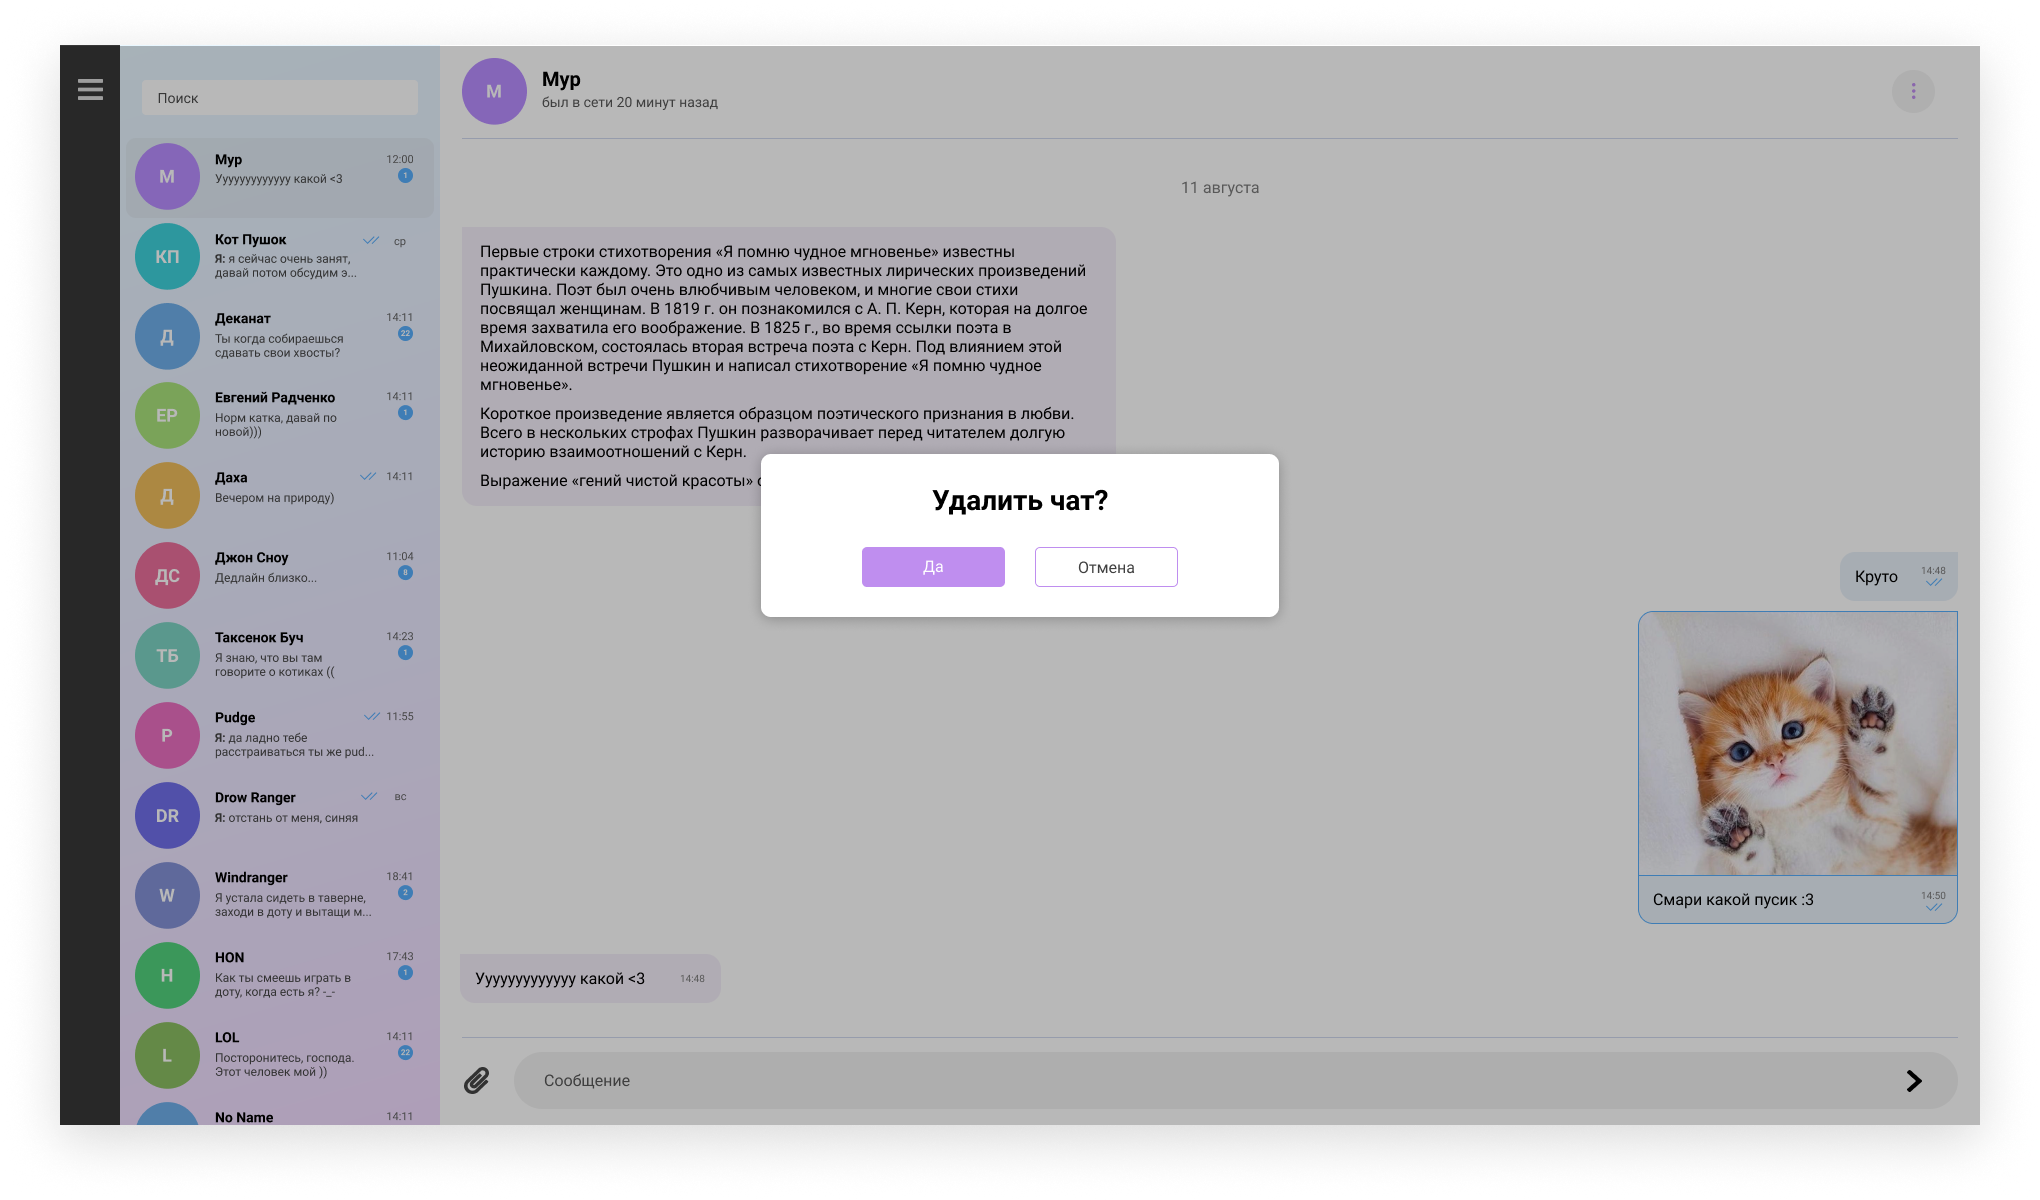 Поиск
М
Мур
12:00
Уууууууууууу какой <3
1
КП
Кот Пушок
ср
Я: я сейчас очень занят,
давай потом обсудим э...
Д
Деканат
14:11
Ты когда собираешься
сдавать свои хвосты?
22
ЕР
Евгений Радченко
14:11
Норм катка, давай по
новой)))
1
Д
Даха
14:11
Вечером на природу)
ДС
Джон Сноу
11:04
Дедлайн близко...
8
ТБ
Таксенок Буч
14:23
Я знаю, что вы там
говорите о котиках ((
1
P
Pudge
11:55
Я: да ладно тебе
расстраиваться ты же pud...
DR
Drow Ranger
вс
Я: отстань от меня, синяя
W
Windranger
18:41
Я устала сидеть в таверне,
заходи в доту и вытащи м...
2
H
HON
17:43
Как ты смеешь играть в
доту, когда есть я? -_-
1
L
LOL
14:11
Посторонитесь, господа.
Этот человек мой ))
22
No Name
14:11
М
Мур
был в сети 20 минут назад
11 августа
Первые строки стихотворения «Я помню чудное мгновенье» известны
практически каждому. Это одно из самых известных лирических произведений
Пушкина. Поэт был очень влюбчивым человеком, и многие свои стихи
посвящал женщинам. В 1819 г. он познакомился с А. П. Керн, которая на долгое
время захватила его воображение. В 1825 г., во время ссылки поэта в
Михайловском, состоялась вторая встреча поэта с Керн. Под влиянием этой
неожиданной встречи Пушкин и написал стихотворение «Я помню чудное
мгновенье».
Короткое произведение является образцом поэтического признания в любви.
Всего в нескольких строфах Пушкин разворачивает перед читателем долгую
историю взаимоотношений с Керн.
Выражение «гений чистой красоты»
Удалить чат?
Да
Отмена
Круто
14:48
Смари какой пусик :3
14:50
Уууууууууууу какой <3
14:48
Сообщение